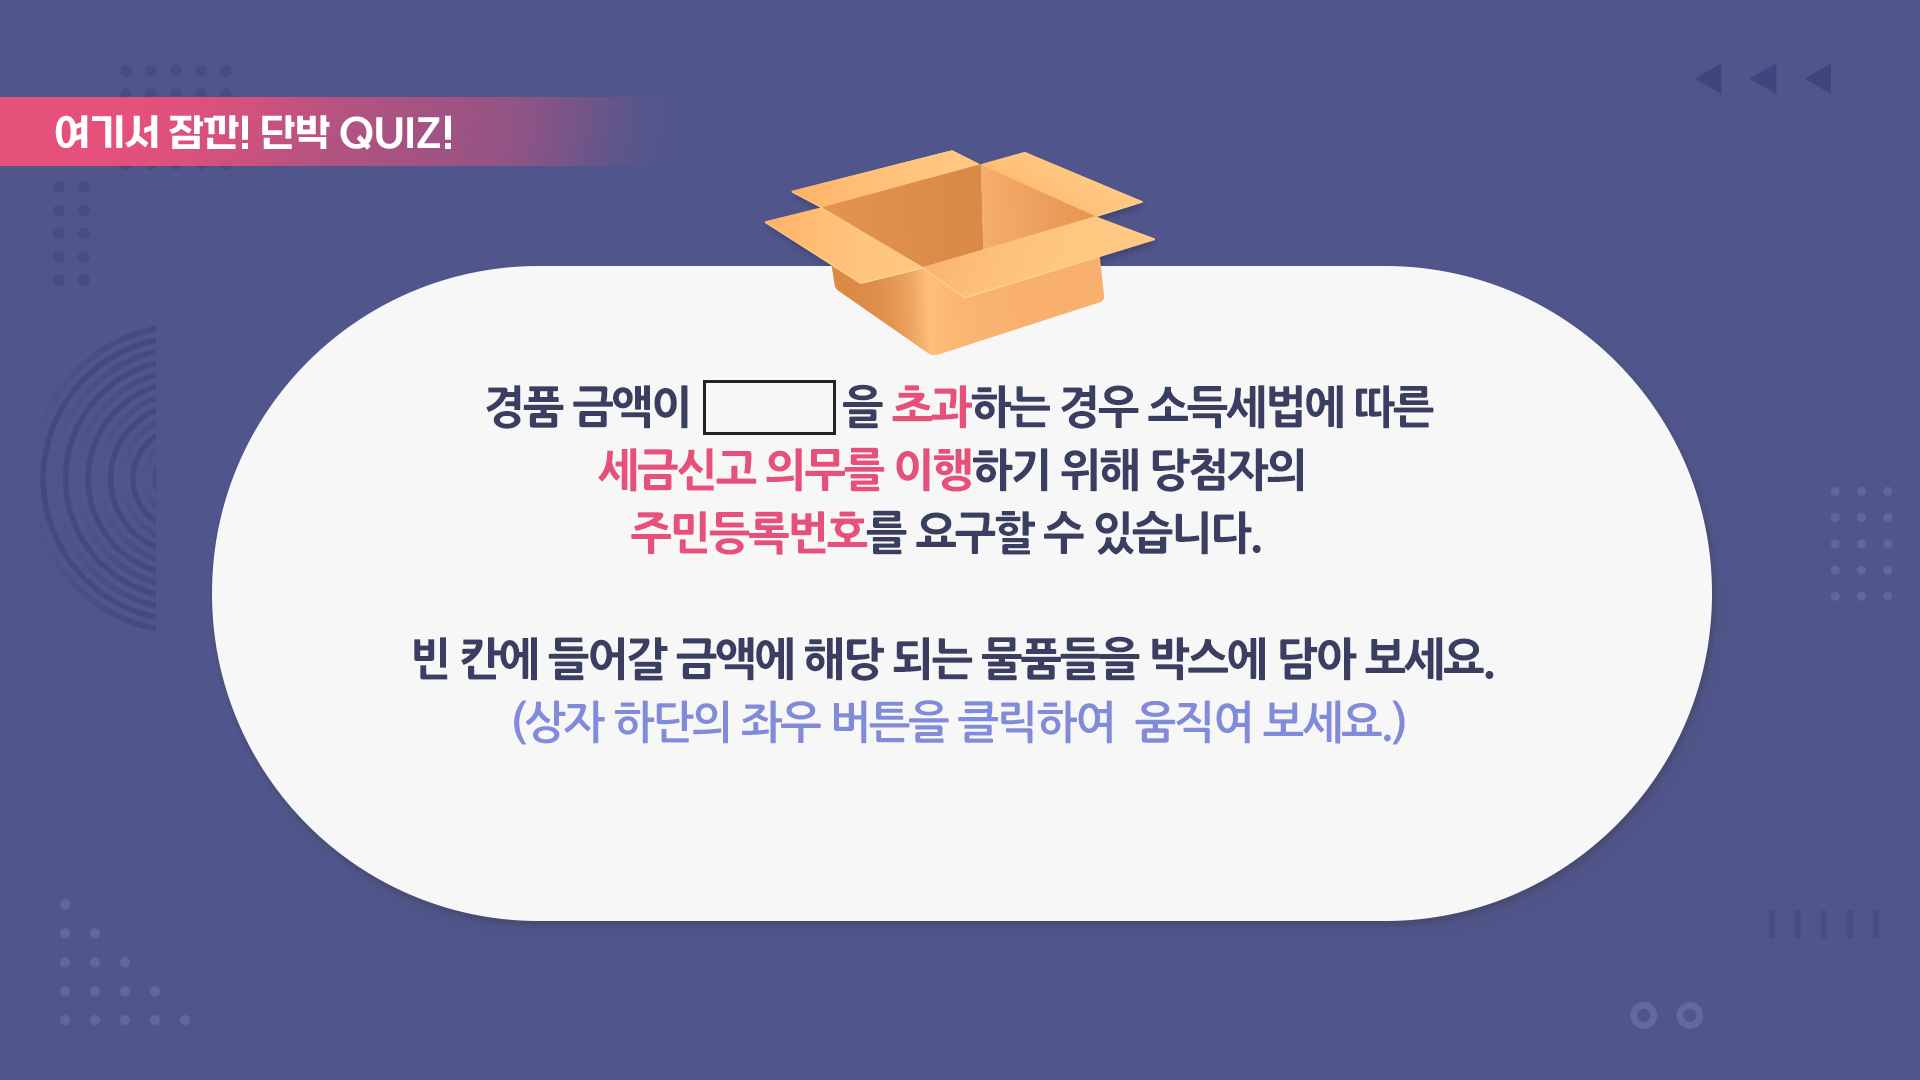 여기서 잠깐! 단박 QUIZ!
경품 금액이 을 초과하는 경우 소득세법에 따른
세금신고 의무를 이행하기 위해 당첨자의
주민등록번호를 요구할 수 있습니다.
빈 칸에 들어갈 금액에 해당 되는 물품들을 박스에 담아 보세요.
(상자 하단의 좌우 버튼을 클릭하여 움직여 보세요.)